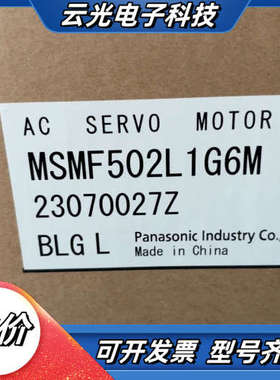 云光电子科技
AC SERVO MOTOR
MSMF502L1G6M
23070027Z
BLG L Panasonic Industry Co.,
Made in China
价
可开发票 型号齐